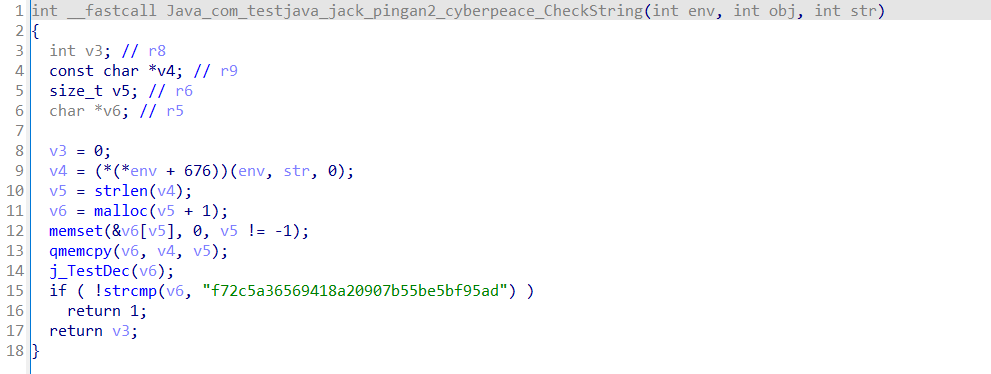 1 int __fastcall Java_com_testjava_jack_pingan2_cyberpeace_CheckString(int env, int obj, int str)
2 {
3   int v3; // r8
4   const char *v4; // r9
5   size_t v5; // r6
6   char *v6; // r5
7
8   v3 = 0;
9   v4 = (*(*env + 676))(env, str, 0);
10   v5 = strlen(v4);
11   v6 = malloc(v5 + 1);
12   memset(&v6[v5], 0, v5 != -1);
13   qmemcpy(v6, v4, v5);
14   j_TestDec(v6);
15   if ( !strcmp(v6, "f72c5a36569418a20907b55be5bf95ad") )
16     return 1;
17   return v3;
18 }